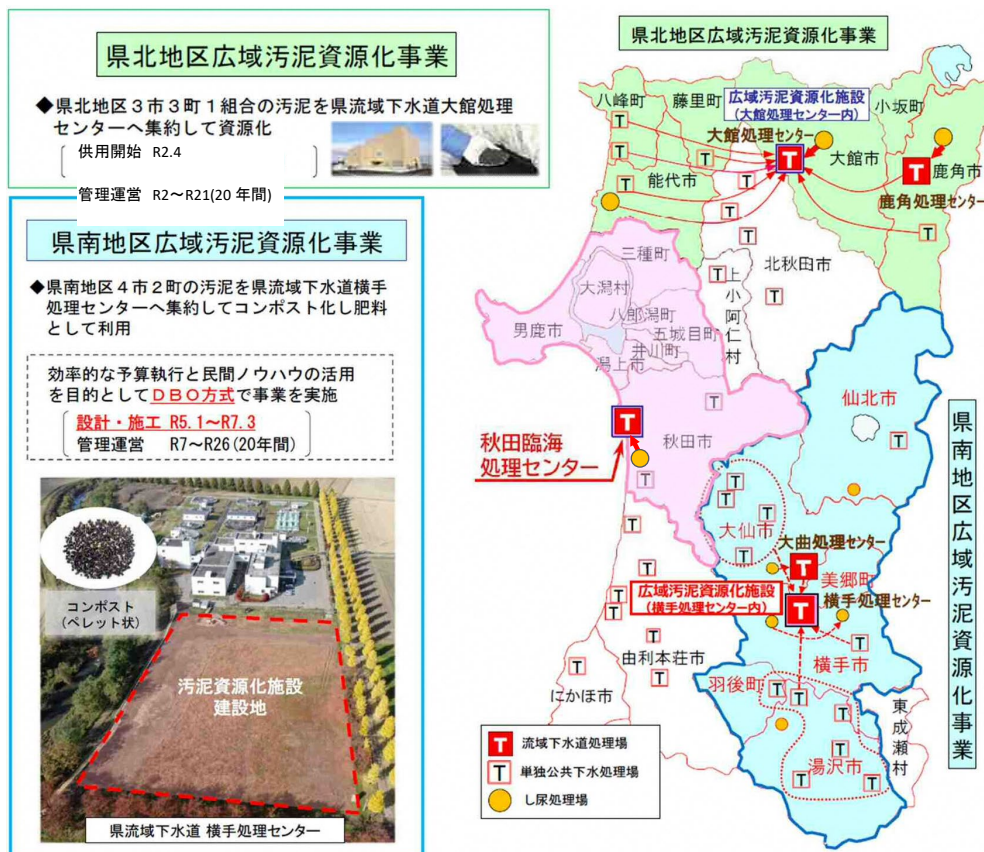 県北地区広域汚泥資源化事業
◆県北地区3市3町1組合の汚泥を県流域下水道大館処理
センターへ集約して資源化
供用開始 R2.4
管理運営 R2~R21(20年間)
県南地区広域汚泥資源化事業
◆県南地区4市2町の汚泥を県流域下水道横手
処理センターへ集約してコンポスト化し肥料
として利用
効率的な予算執行と民間ノウハウの活用
を目的としてDBO方式で事業を実施
設計・施工 R5.1~R7.3
管理運営 R7~R26(20年間)
コンポスト
(ペレット状)
汚泥資源化施設
建設地
県流域下水道 横手処理センター
県北地区広域汚泥資源化事業
八峰町
藤里町
広域汚泥資源化施設
(大館処理センター内)
小坂町
大館処理センター
T
大館市
T
鹿角市
鹿角処理センター
能代市
T
T
T
T
T
T
T
三種町
T
上小阿仁村
T
北秋田市
T
大潟村
八郎潟町
男鹿市
五城目町
井川町
潟上市
仙北市
T
T
T
秋田市
秋田臨海
処理センター
T
T
T
T
T
大仙市
T
大曲処理センター
T
T
美郷町
広域汚泥資源化施設
(横手処理センター内)
T
横手処理センター
T
T
T
T
T
横手市
由利本荘市
T
T
にかほ市
羽後町
T
T
T
東成瀬村
T
湯沢市
T
T
県南地区広域汚泥資源化事業
T 流域下水道処理場
T 単独公共下水処理場
し尿処理場